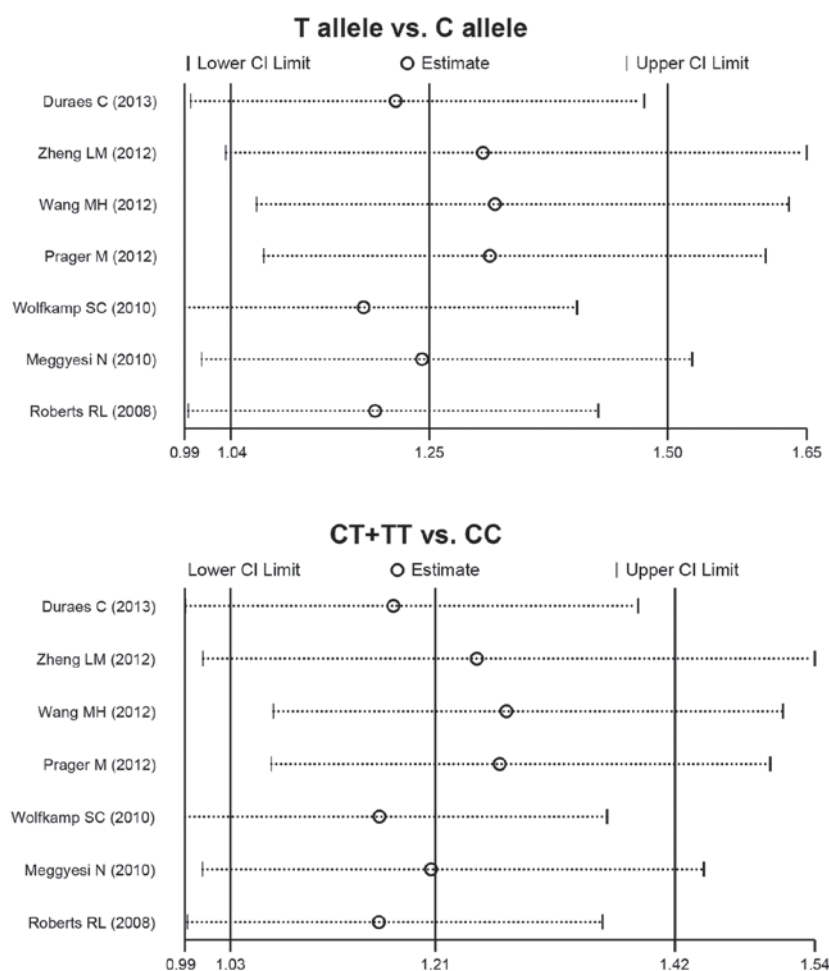 T allele vs. C allele
Lower CI Limit Estimate Upper CI Limit
Duraes C (2013)
Zheng LM (2012)
Wang MH (2012)
Prager M (2012)
Wolfkamp SC (2010)
Meggyesi N (2010)
Roberts RL (2008)
0.99 1.04 1.25 1.50 1.65
CT+TT vs. CC
Lower CI Limit Estimate Upper CI Limit
Duraes C (2013)
Zheng LM (2012)
Wang MH (2012)
Prager M (2012)
Wolfkamp SC (2010)
Meggyesi N (2010)
Roberts RL (2008)
0.99 1.03 1.21 1.42 1.54